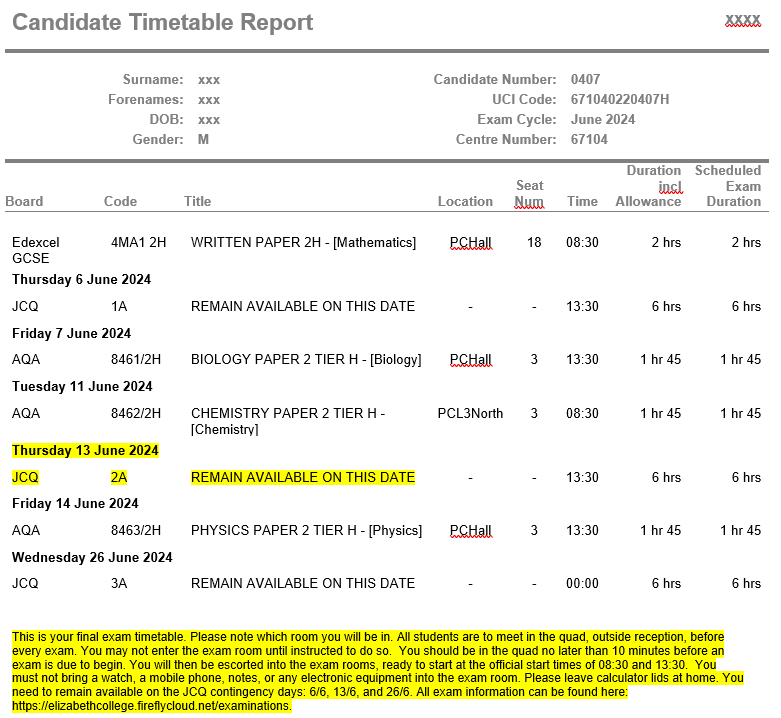 Candidate Timetable Report xxxx
Surname: xxx Candidate Number: 0407
Forenames: xxx UCI Code: 671040220407H
DOB: xxx Exam Cycle: June 2024
Gender: M Centre Number: 67104
Board Code Title Location Seat Num Time Duration incl Allowance Scheduled Exam Duration
Edexcel GCSE 4MA1 2H WRITTEN PAPER 2H - [Mathematics] PCHall 18 08:30 2 hrs 2 hrs
Thursday 6 June 2024
JCQ 1A REMAIN AVAILABLE ON THIS DATE - - 13:30 6 hrs 6 hrs
Friday 7 June 2024
AQA 8461/2H BIOLOGY PAPER 2 TIER H - [Biology] PCHall 3 13:30 1 hr 45 1 hr 45
Tuesday 11 June 2024
AQA 8462/2H CHEMISTRY PAPER 2 TIER H - [Chemistry] PCL3North 3 08:30 1 hr 45 1 hr 45
Thursday 13 June 2024
JCQ 2A REMAIN AVAILABLE ON THIS DATE - - 13:30 6 hrs 6 hrs
Friday 14 June 2024
AQA 8463/2H PHYSICS PAPER 2 TIER H - [Physics] PCHall 3 13:30 1 hr 45 1 hr 45
Wednesday 26 June 2024
JCQ 3A REMAIN AVAILABLE ON THIS DATE - - 00:00 6 hrs 6 hrs
This is your final exam timetable. Please note which room you will be in. All students are to meet in the quad, outside reception, before
every exam. You may not enter the exam room until instructed to do so. You should be in the quad no later than 10 minutes before an
exam is due to begin. You will then be escorted into the exam rooms, ready to start at the official start times of 08:30 and 13:30. You
must not bring a watch, a mobile phone, notes, or any electronic equipment into the exam room. Please leave calculator lids at home. You
need to remain available on the JCQ contingency days: 6/6, 13/6, and 26/6. All exam information can be found here:
https://elizabethcollege.fireflycloud.net/examinations.